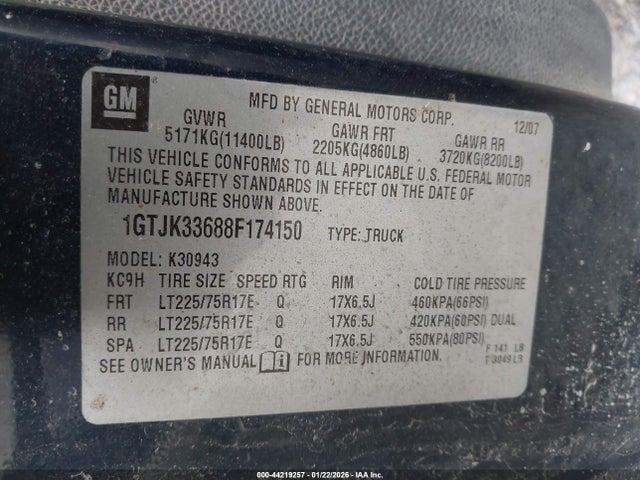 GM
MFD BY GENERAL MOTORS CORP. 12/07
GVWR GAWR FRT GAWR RR
5171KG(11400LB) 2205KG(4860LB) 3720KG(8200LB)
THIS VEHICLE CONFORMS TO ALL APPLICABLE U.S. FEDERAL MOTOR
VEHICLE SAFETY STANDARDS IN EFFECT ON THE DATE OF
MANUFACTURE SHOWN ABOVE.
1GTJK33688F174150 TYPE: TRUCK
MODEL: K30943
KC9H TIRE SIZE SPEED RTG RIM COLD TIRE PRESSURE
FRT LT225/75R17E Q 17X6.5J 460KPA(66PSI)
RR LT225/75R17E Q 17X6.5J 420KPA(60PSI) DUAL
SPA LT225/75R17E Q 17X6.5J 550KPA(80PSI)
SEE OWNER'S MANUAL FOR MORE INFORMATION.
F 141 LB
T 3049 LB
000-44219257 - 01/22/2026 - IAA Inc.